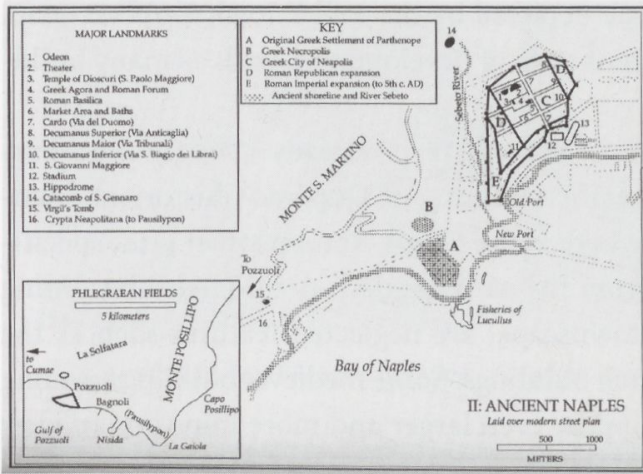 MAJOR LANDMARKS
1. Odeon
2. Theater
3. Temple of Dioscuri (S. Paolo Maggiore)
4. Greek Agora and Roman Forum
5. Roman Basilica
6. Market Area and Baths
7. Cardo (Via del Duomo)
8. Decumanus Superior (Via Anticaglia)
9. Decumanus Maior (Via Tribunali)
10. Decumanus Inferior (Via S. Biagio dei Librai)
11. S. Giovanni Maggiore
12. Stadium
13. Hippodrome
14. Catacomb of S. Gennaro
15. Virgil's Tomb
16. Crypta Neapolitana (to Pausilypon)
KEY
A Original Greek Settlement of Parthenope
B Greek Necropolis
C Greek City of Neapolis
D Roman Republican expansion
E Roman Imperial expansion (to 5th c. AD)
Ancient shoreline and River Sebeto
14
Sebeto River
D
C
10
D
13
12
11
E
Old Port
New Port
MONTE S. MARTINO
B
A
To
Pozzuoli
15
16
Fisheries of
Lucullus
Bay of Naples
PHLEGRAEAN FIELDS
5 kilometers
to
Cumae
La Solfatara
MONTE POSILLIPO
Pozzuoli
Bagnoli
(Pausilypon)
Capo
Posillipo
Gulf of
Pozzuoli
Nisida
La Gaiola
II: ANCIENT NAPLES
Laid over modern street plan
500
1000
METERS